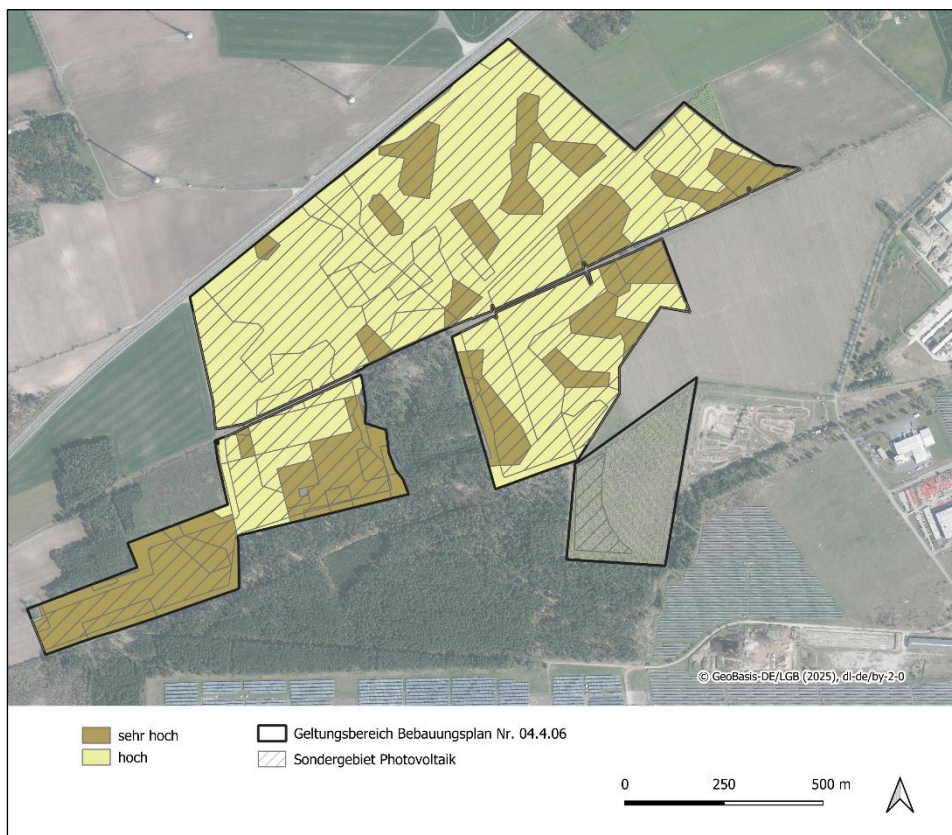 © GeoBasis-DE/LGB (2025), dl-de/by-2-0
sehr hoch
hoch
Geltungsbereich Bebauungsplan Nr. 04.4.06
Sondergebiet Photovoltaik
0 250 500 m